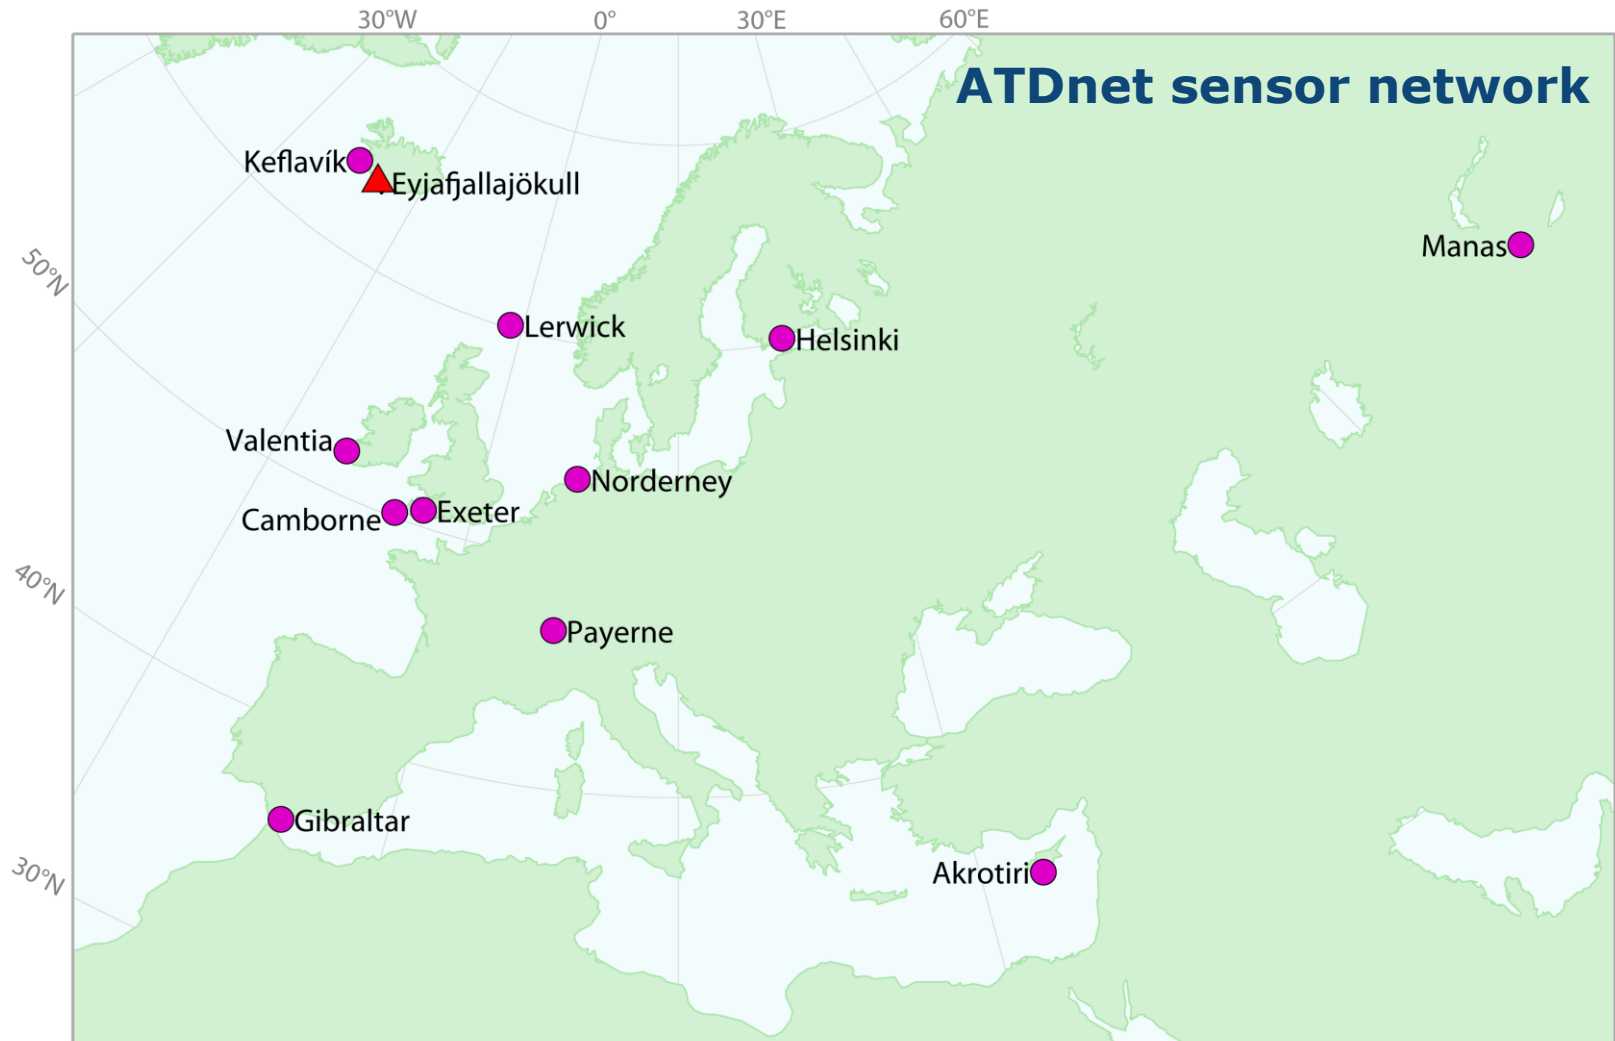 30°W 0° 30°E 60°E
ATDnet sensor network
Keflavík
Eyjafjallajökull
Manas
50°N
Lerwick
Helsinki
Valentia
Norderney
Camborne
Exeter
40°N
Payerne
Gibraltar
30°N
Akrotiri